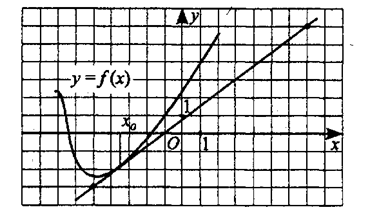 y
y = f(x)
x₀
1
O
1
x